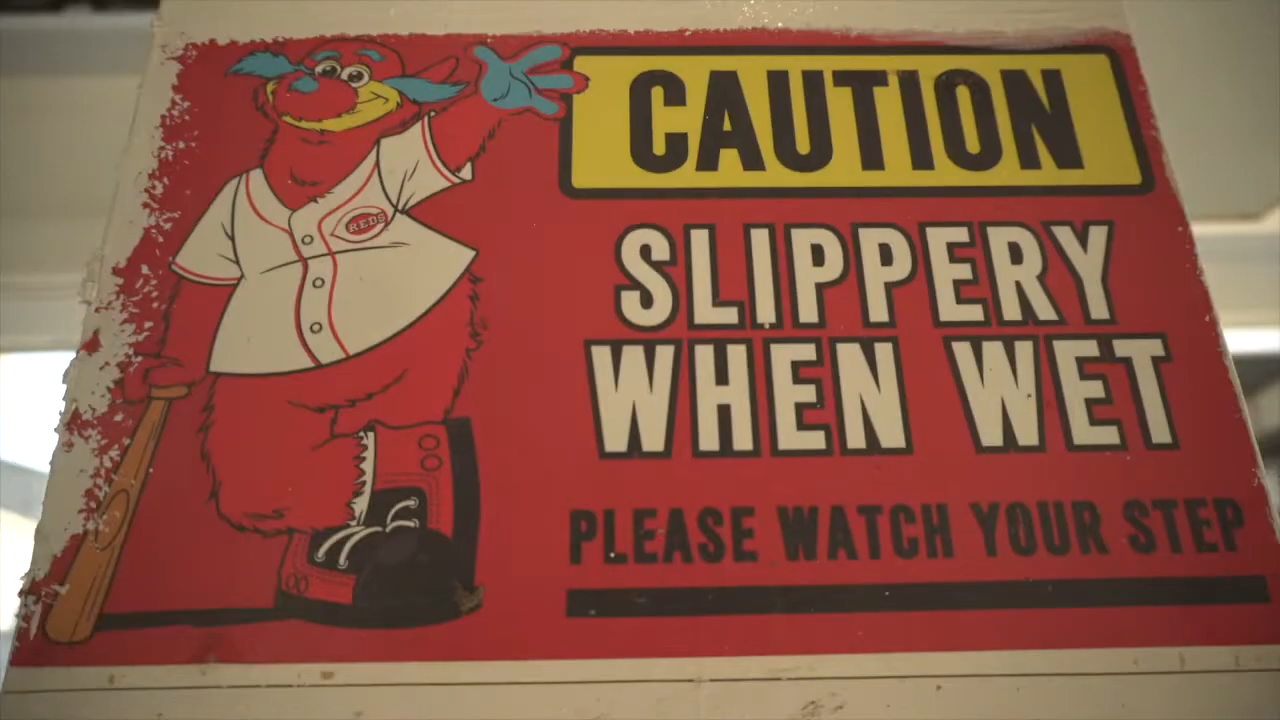 CAUTION
SLIPPERY
WHEN WET
PLEASE WATCH YOUR STEP
REDS